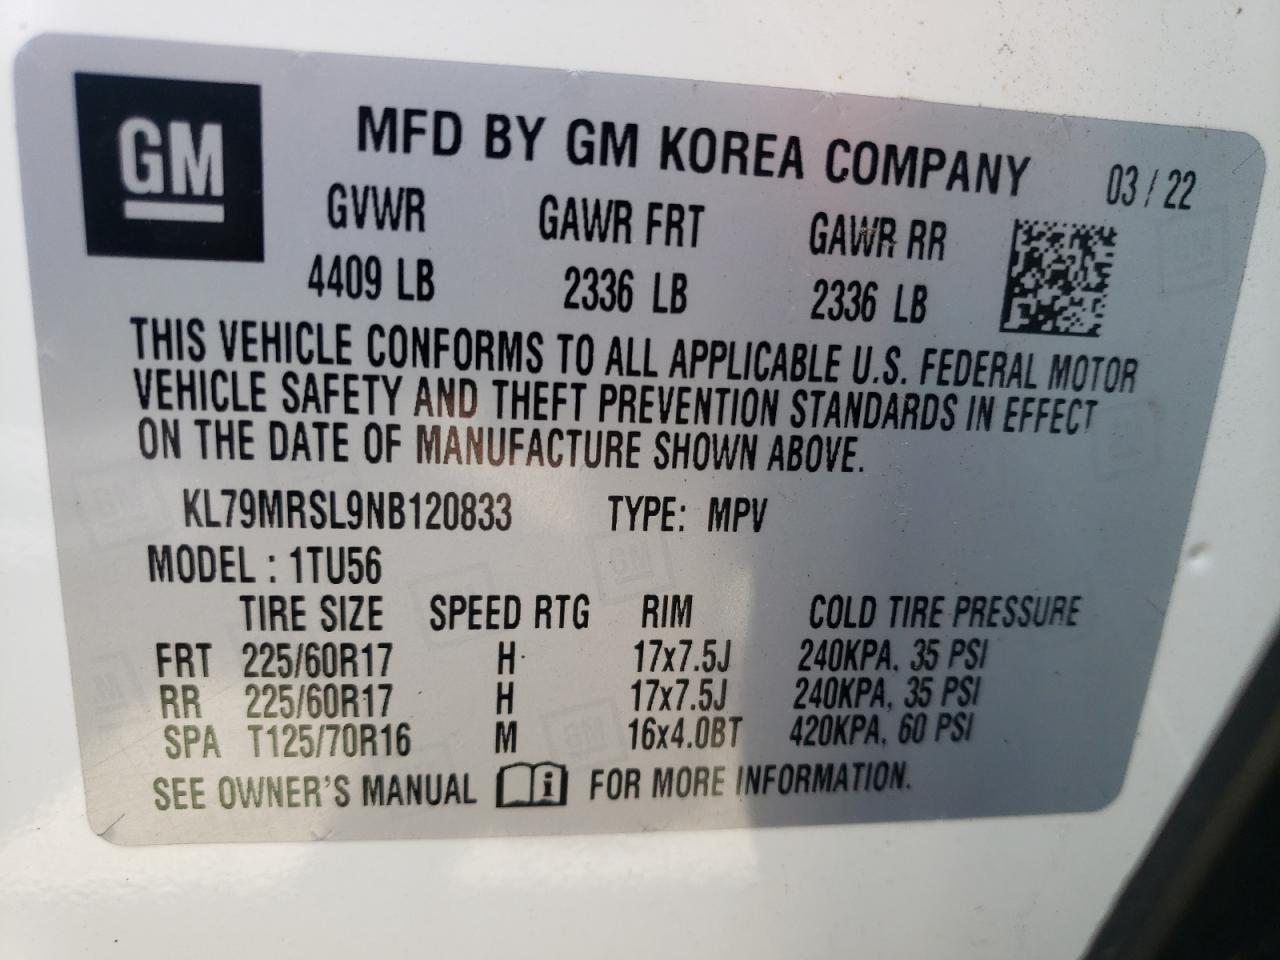 GM
MFD BY GM KOREA COMPANY 03 / 22
GVWR GAWR FRT GAWR RR
4409 LB 2336 LB 2336 LB
THIS VEHICLE CONFORMS TO ALL APPLICABLE U.S. FEDERAL MOTOR
VEHICLE SAFETY AND THEFT PREVENTION STANDARDS IN EFFECT
ON THE DATE OF MANUFACTURE SHOWN ABOVE.
KL79MRSL9NB120833 TYPE: MPV
MODEL : 1TU56
TIRE SIZE SPEED RTG RIM COLD TIRE PRESSURE
FRT 225/60R17 H 17x7.5J 240KPA, 35 PSI
RR 225/60R17 H 17x7.5J 240KPA, 35 PSI
SPA T125/70R16 M 16x4.0BT 420KPA, 60 PSI
SEE OWNER'S MANUAL i FOR MORE INFORMATION.